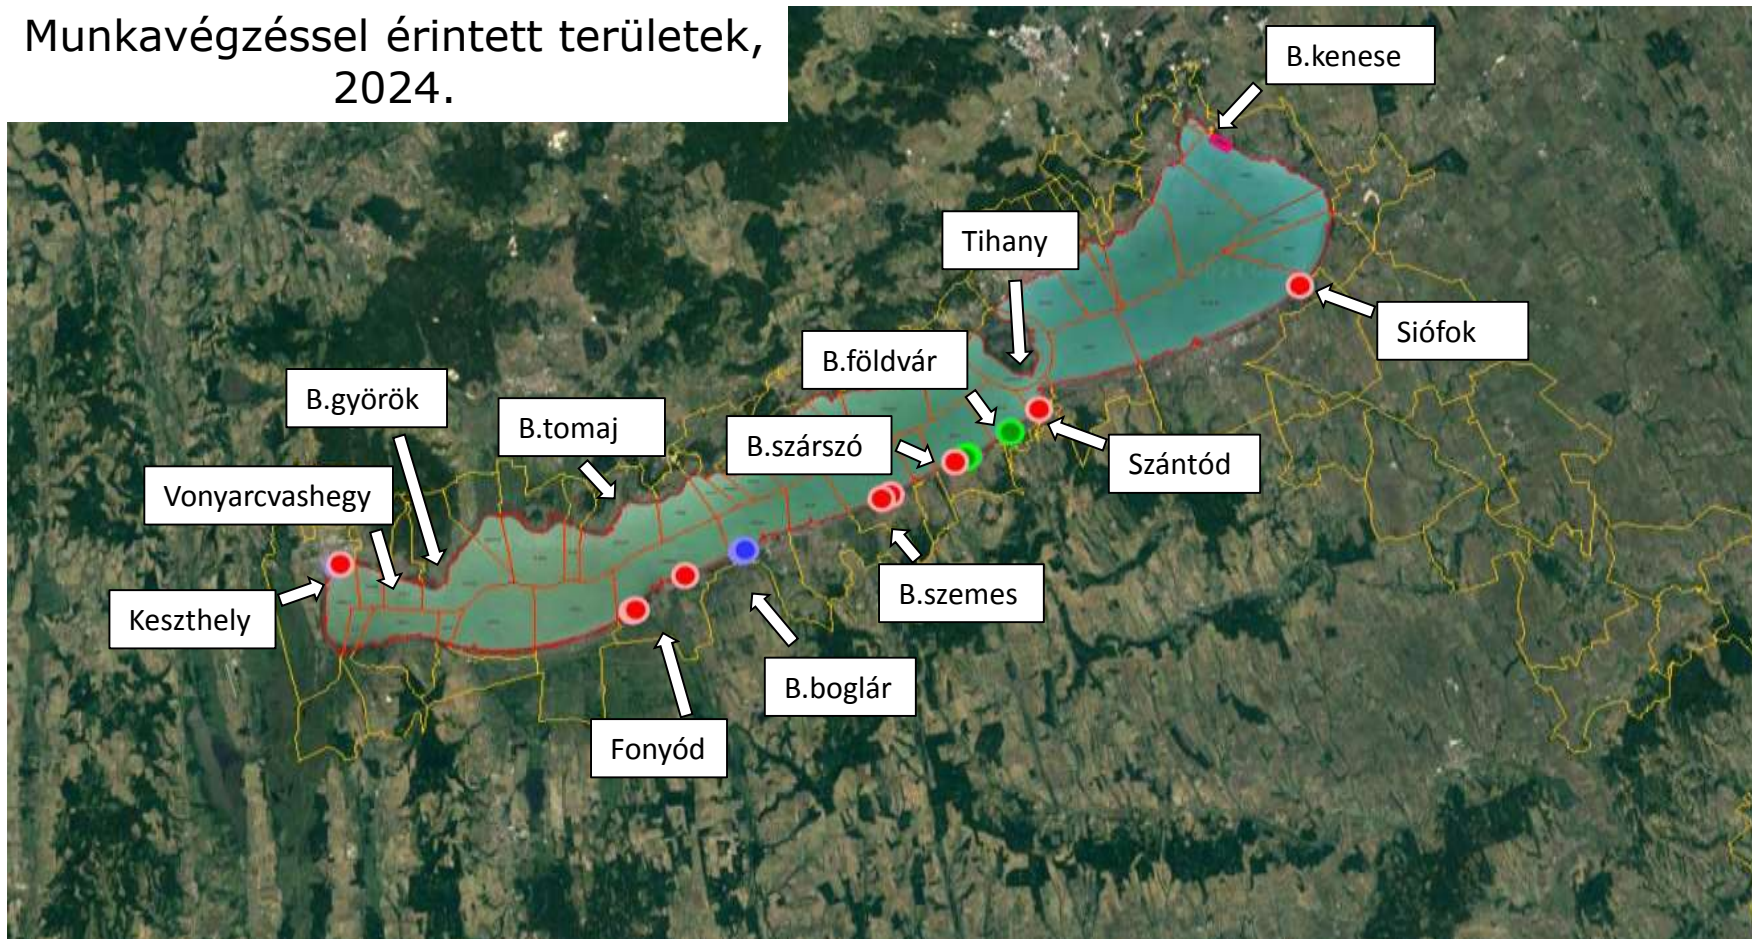 Munkavégzéssel érintett területek,
2024.
B.kenese
Tihany
Siófok
B.földvár
B.györök
B.tomaj
B.szárszó
Szántód
Vonyarcvashegy
B.szemes
Keszthely
B.boglár
Fonyód